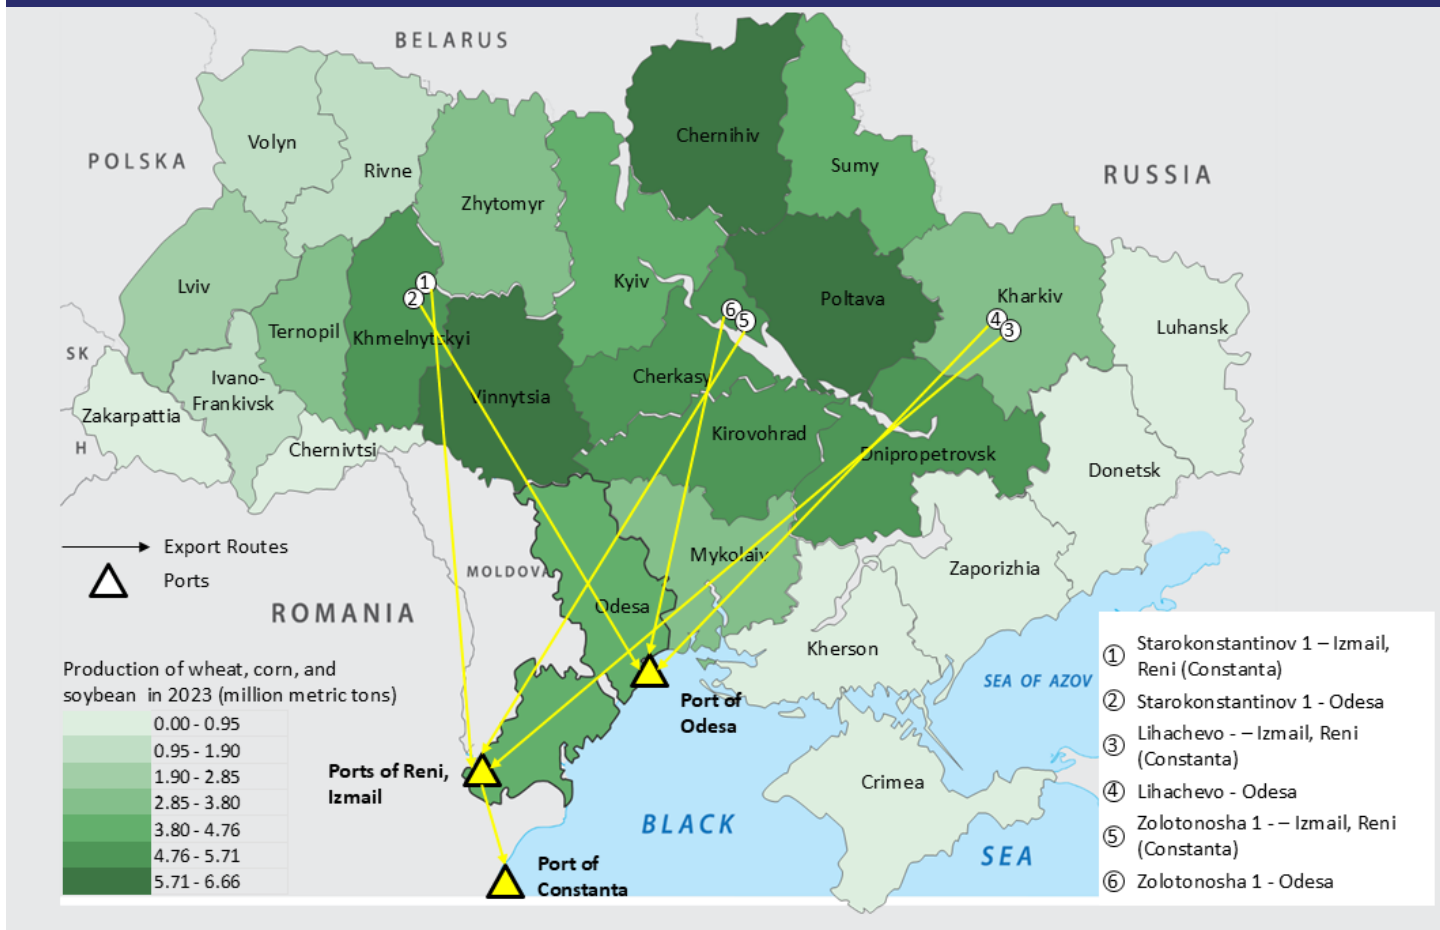 BELARUS
POLSKA
RUSSIA
Volyn
Rivne
Zhytomyr
Chernihiv
Sumy
Lviv
Ternopil
Khmelnytskyi
Kyiv
Poltava
Kharkiv
Luhansk
1
2
6
5
4
3
SK
Ivano-
Frankivsk
Zakarpattia
H
Chernivtsi
Vinnytsia
Cherkasy
Kirovohrad
Dnipropetrovsk
Donetsk
Export Routes
Ports
MOLDOVA
ROMANIA
Odesa
Mykolaiv
Zaporizhia
Kherson
SEA OF AZOV
Crimea
Port of
Odesa
Ports of Reni,
Izmail
BLACK
SEA
Port of
Constanta
Production of wheat, corn, and
soybean in 2023 (million metric tons)
0.00 - 0.95
0.95 - 1.90
1.90 - 2.85
2.85 - 3.80
3.80 - 4.76
4.76 - 5.71
5.71 - 6.66
1 Starokonstantinov 1 – Izmail,
Reni (Constanta)
2 Starokonstantinov 1 - Odesa
3 Lihachevo - – Izmail, Reni
(Constanta)
4 Lihachevo - Odesa
5 Zolotonosha 1 - – Izmail, Reni
(Constanta)
6 Zolotonosha 1 - Odesa